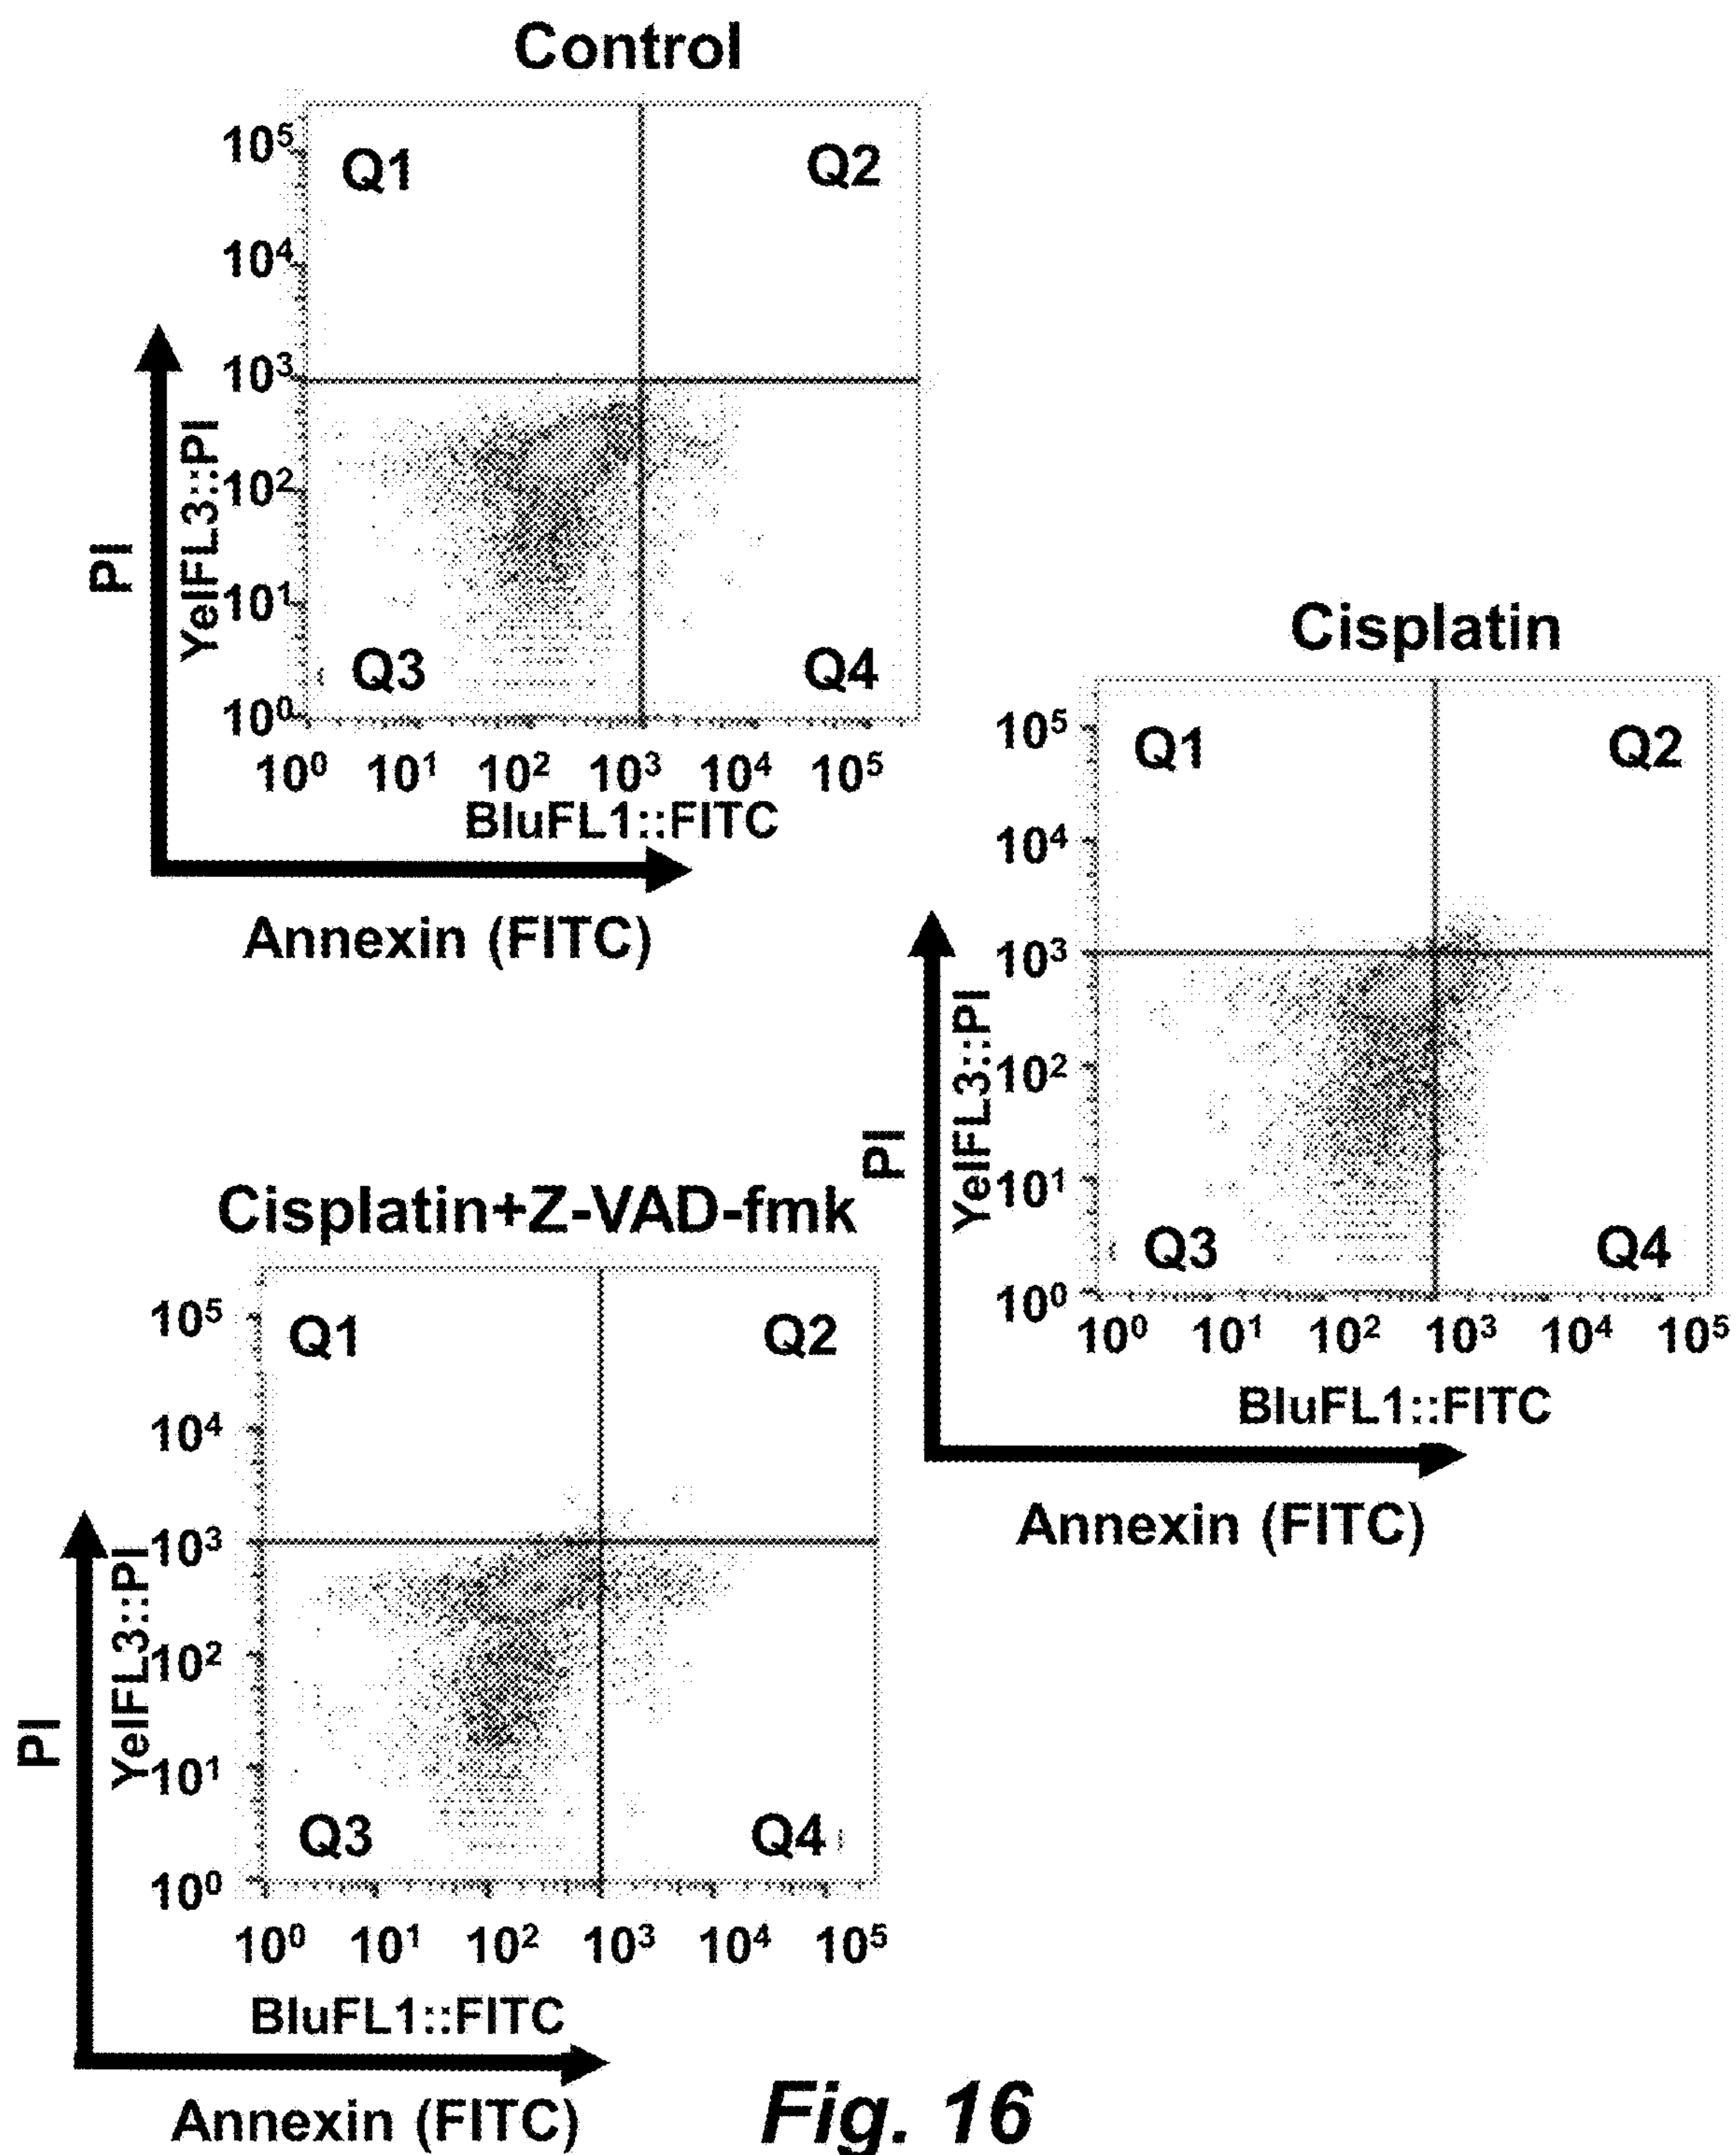 Control
10⁵
Q1 Q2
10⁴
10³
10²
10¹
Q3 Q4
10⁰
PI
YelFL3::PI
10⁰ 10¹ 10² 10³ 10⁴ 10⁵
BluFL1::FITC
Annexin (FITC)
Cisplatin
10⁵
Q1 Q2
10⁴
10³
10²
10¹
Q3 Q4
10⁰
PI
YelFL3::PI
10⁰ 10¹ 10² 10³ 10⁴ 10⁵
BluFL1::FITC
Annexin (FITC)
Cisplatin+Z-VAD-fmk
10⁵
Q1 Q2
10⁴
10³
10²
10¹
Q3 Q4
10⁰
PI
YelFL3::PI
10⁰ 10¹ 10² 10³ 10⁴ 10⁵
BluFL1::FITC
Annexin (FITC)
Fig. 16